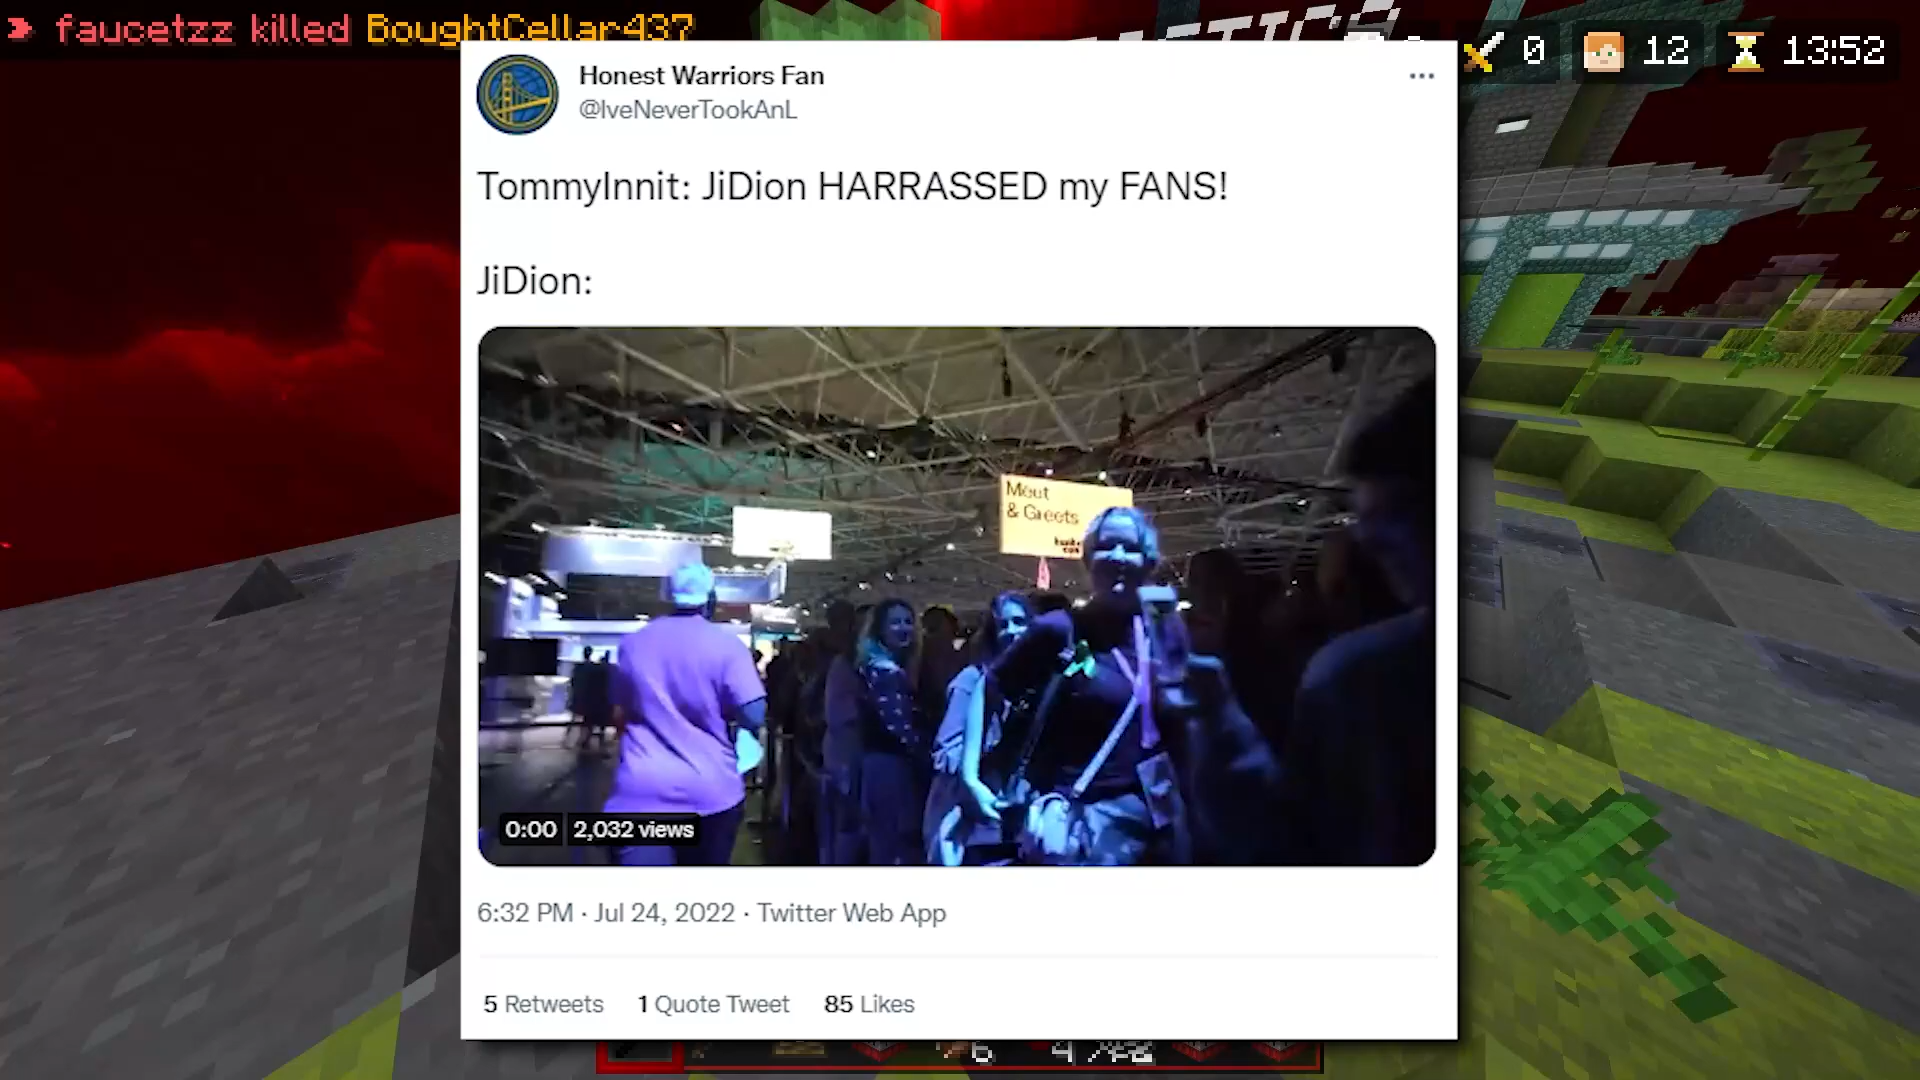 faucetzz killed BoughtCellar437
0
12
13:52
Honest Warriors Fan
@IveNeverTookAnL
TommyInnit: JiDion HARRASSED my FANS!
JiDion:
Meet
& Greets
0:00 2,032 views
6:32 PM · Jul 24, 2022 · Twitter Web App
5 Retweets 1 Quote Tweet 85 Likes
6
4